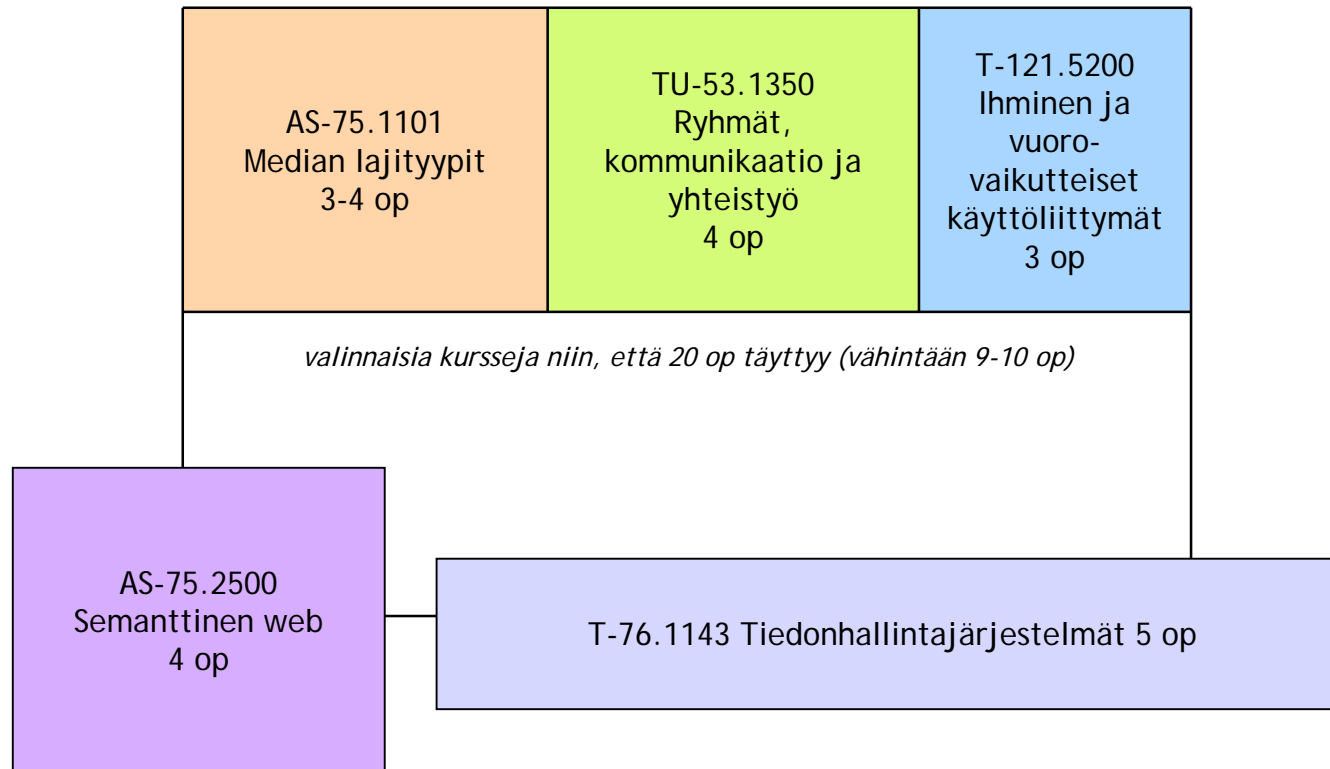 AS-75.1101
Median lajityypit
3-4 op
TU-53.1350
Ryhmät,
kommunikaatio ja
yhteistyö
4 op
T-121.5200
Ihminen ja
vuoro-
vaikutteiset
käyttöliittymät
3 op
valinnaisia kursseja niin, että 20 op täyttyy (vähintään 9-10 op)
AS-75.2500
Semanttinen web
4 op
T-76.1143 Tiedonhallintajärjestelmät 5 op